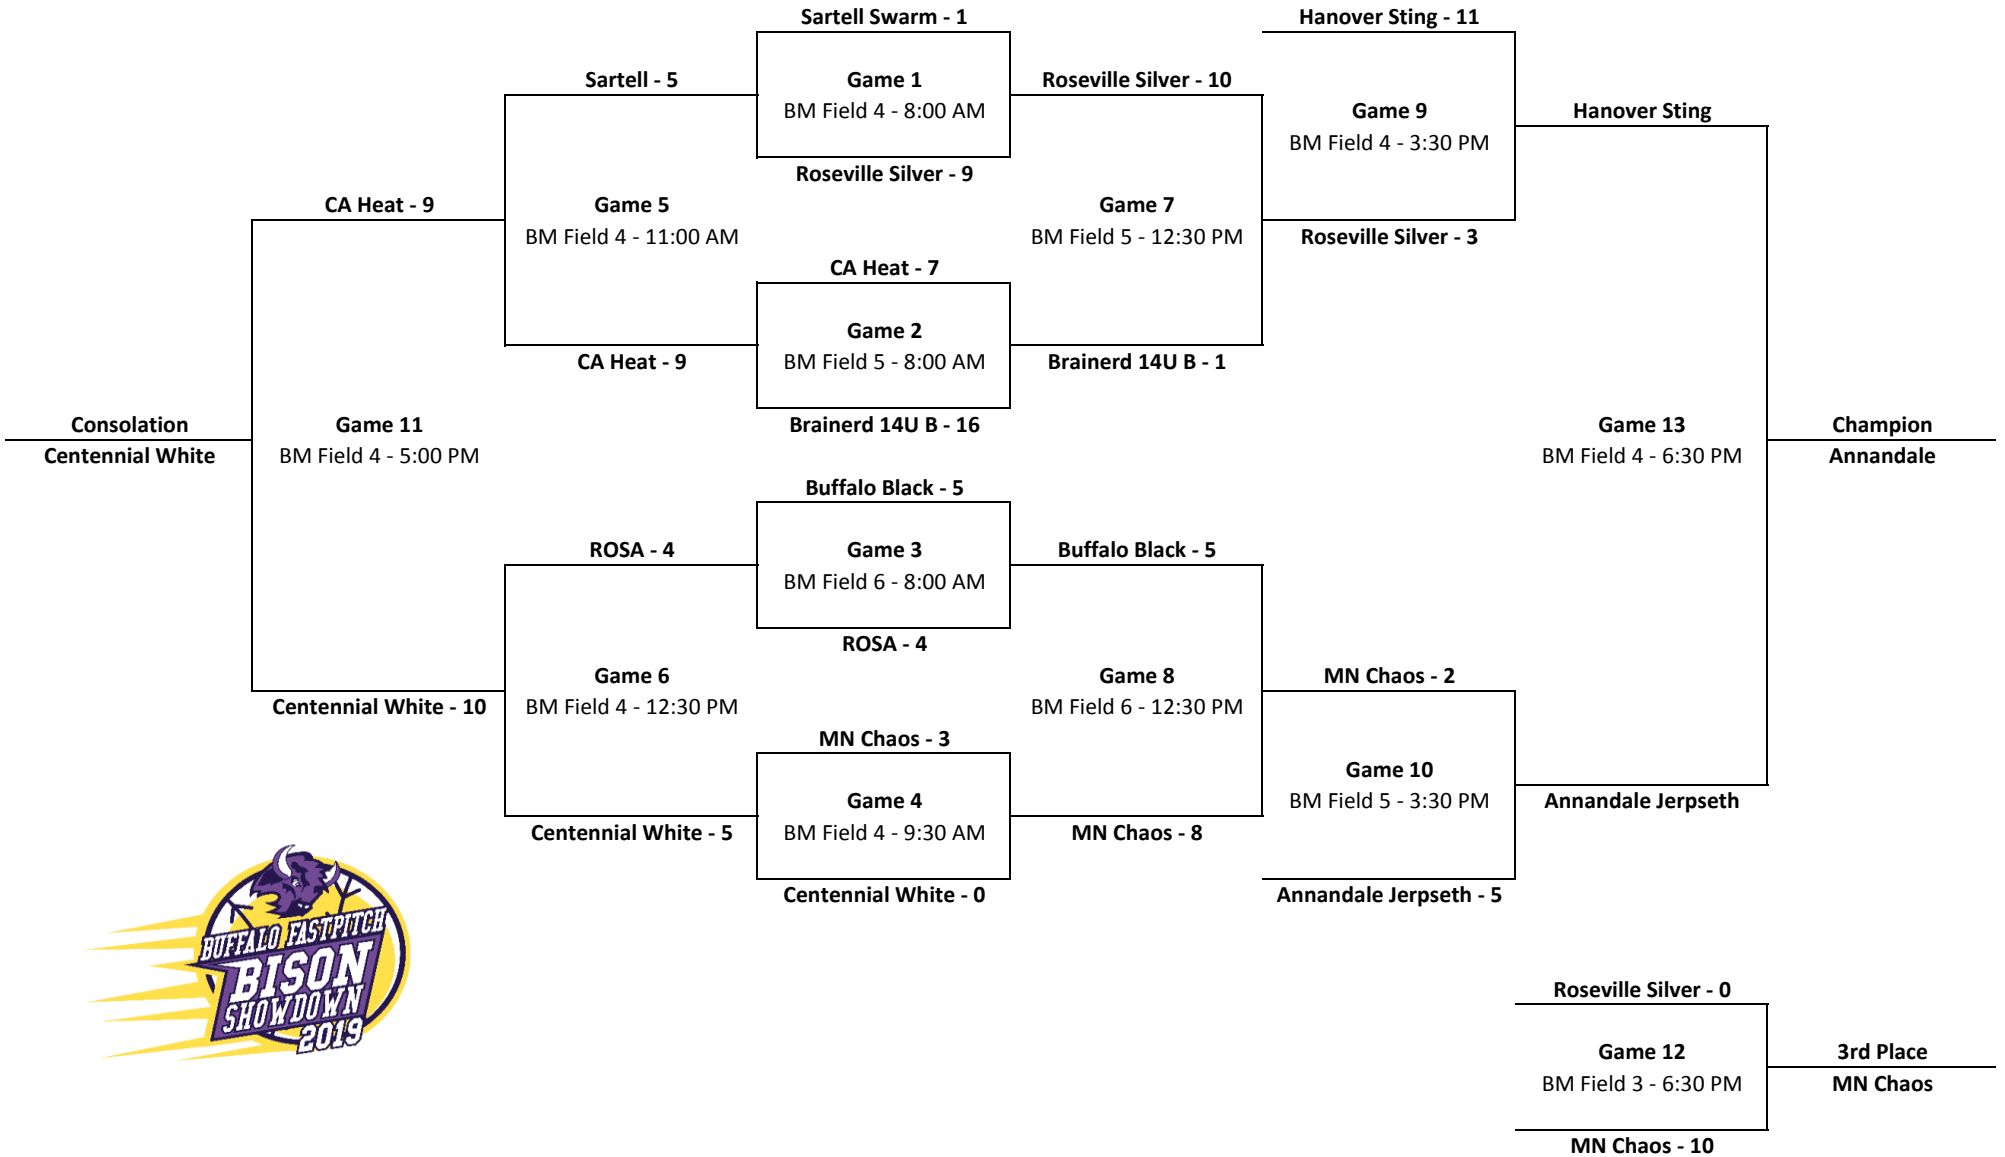 Sartell Swarm - 1
Hanover Sting - 11
Sartell - 5
Game 1
Roseville Silver - 10
BM Field 4 - 8:00 AM
Game 9
Hanover Sting
BM Field 4 - 3:30 PM
Roseville Silver - 9
CA Heat - 9
Game 5
Game 7
BM Field 4 - 11:00 AM
BM Field 5 - 12:30 PM
Roseville Silver - 3
CA Heat - 7
Game 2
CA Heat - 9
BM Field 5 - 8:00 AM
Brainerd 14U B - 1
Consolation
Game 11
Brainerd 14U B - 16
Game 13
Champion
Centennial White
BM Field 4 - 5:00 PM
BM Field 4 - 6:30 PM
Annandale
Buffalo Black - 5
ROSA - 4
Game 3
Buffalo Black - 5
BM Field 6 - 8:00 AM
ROSA - 4
Game 6
Game 8
MN Chaos - 2
Centennial White - 10
BM Field 4 - 12:30 PM
BM Field 6 - 12:30 PM
MN Chaos - 3
Game 10
Game 4
BM Field 5 - 3:30 PM
Annandale Jerpseth
Centennial White - 5
BM Field 4 - 9:30 AM
MN Chaos - 8
Centennial White - 0
Annandale Jerpseth - 5
BUFFALO FASTPITCH
BISON
SHOWDOWN
2019
Roseville Silver - 0
Game 12
3rd Place
BM Field 3 - 6:30 PM
MN Chaos
MN Chaos - 10